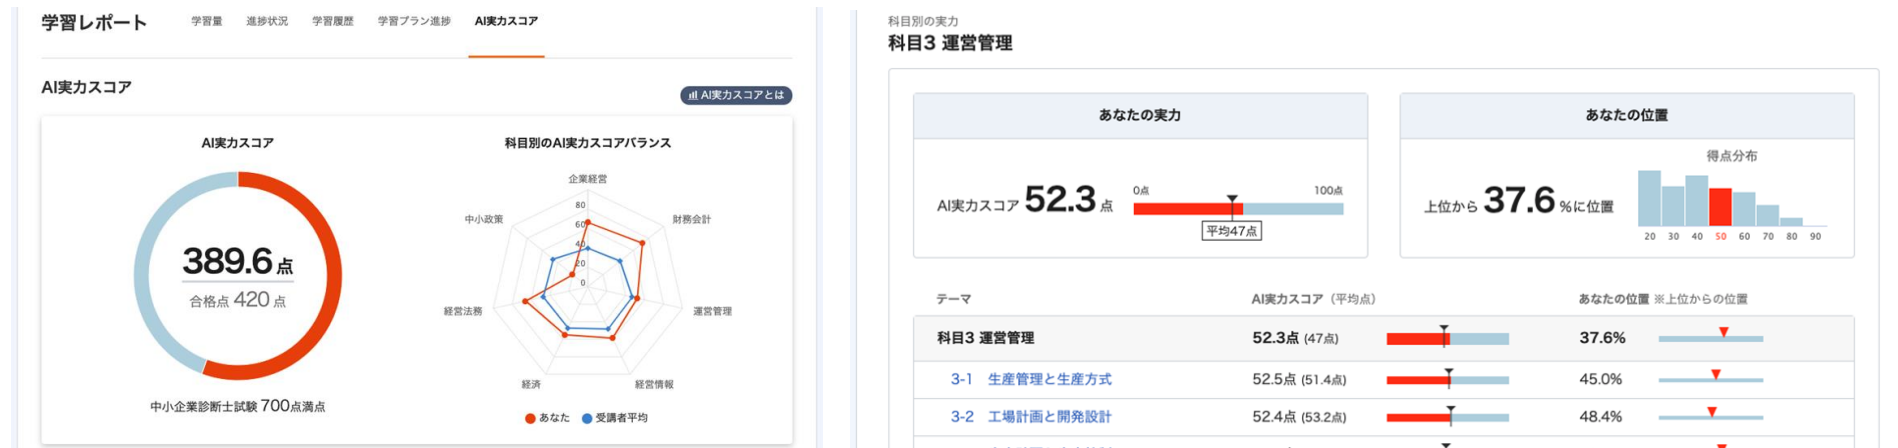 学習レポート 学習量 進捗状況 学習履歴 学習プラン進捗 AI実力スコア
AI実力スコア
AI実力スコアとは
AI実力スコア
389.6点
合格点 420点
中小企業診断士試験 700点満点
科目別のAI実力スコアバランス
企業経営
中小政策
財務会計
80
60
40
20
0
経営法務
運営管理
経済
経営情報
あなた 受講者平均
科目別の実力
科目3 運営管理
あなたの実力
AI実力スコア 52.3点
0点 100点
平均47点
あなたの位置
得点分布
上位から 37.6%に位置
20 30 40 50 60 70 80 90
テーマ AI実力スコア (平均点) あなたの位置 ※上位からの位置
科目3 運営管理 52.3点 (47点) 37.6%
3-1 生産管理と生産方式 52.5点 (51.4点) 45.0%
3-2 工場計画と開発設計 52.4点 (53.2点) 48.4%